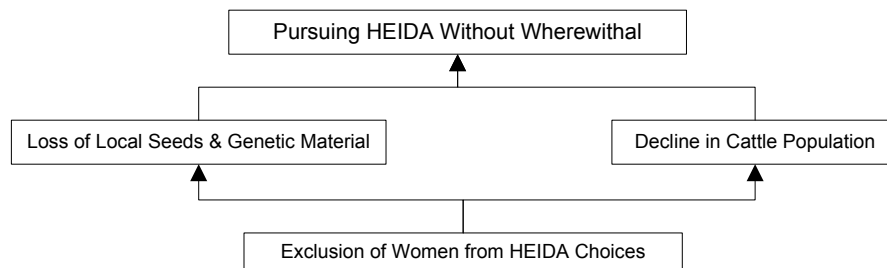 Pursuing HEIDA Without Wherewithal
Loss of Local Seeds & Genetic Material
Decline in Cattle Population
Exclusion of Women from HEIDA Choices